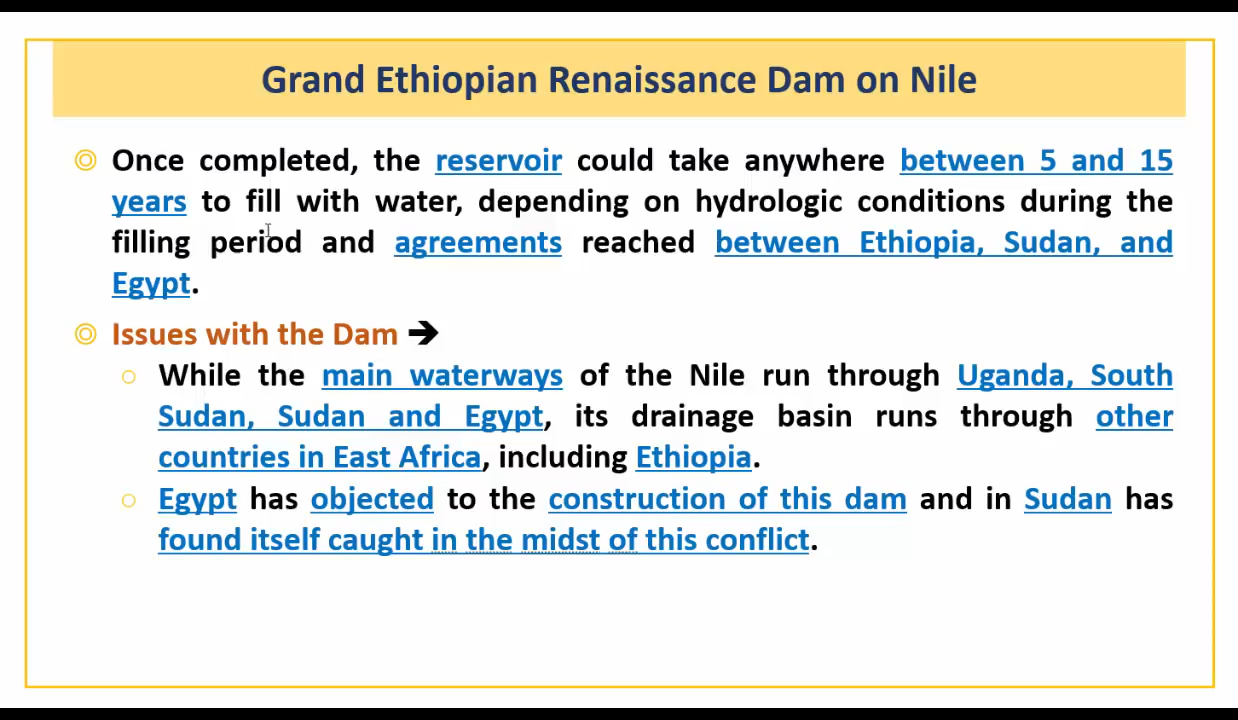 Grand Ethiopian Renaissance Dam on Nile
Once completed, the reservoir could take anywhere between 5 and 15
years to fill with water, depending on hydrologic conditions during the
filling period and agreements reached between Ethiopia, Sudan, and
Egypt.
Issues with the Dam ➔
While the main waterways of the Nile run through Uganda, South
Sudan, Sudan and Egypt, its drainage basin runs through other
countries in East Africa, including Ethiopia.
Egypt has objected to the construction of this dam and in Sudan has
found itself caught in the midst of this conflict.